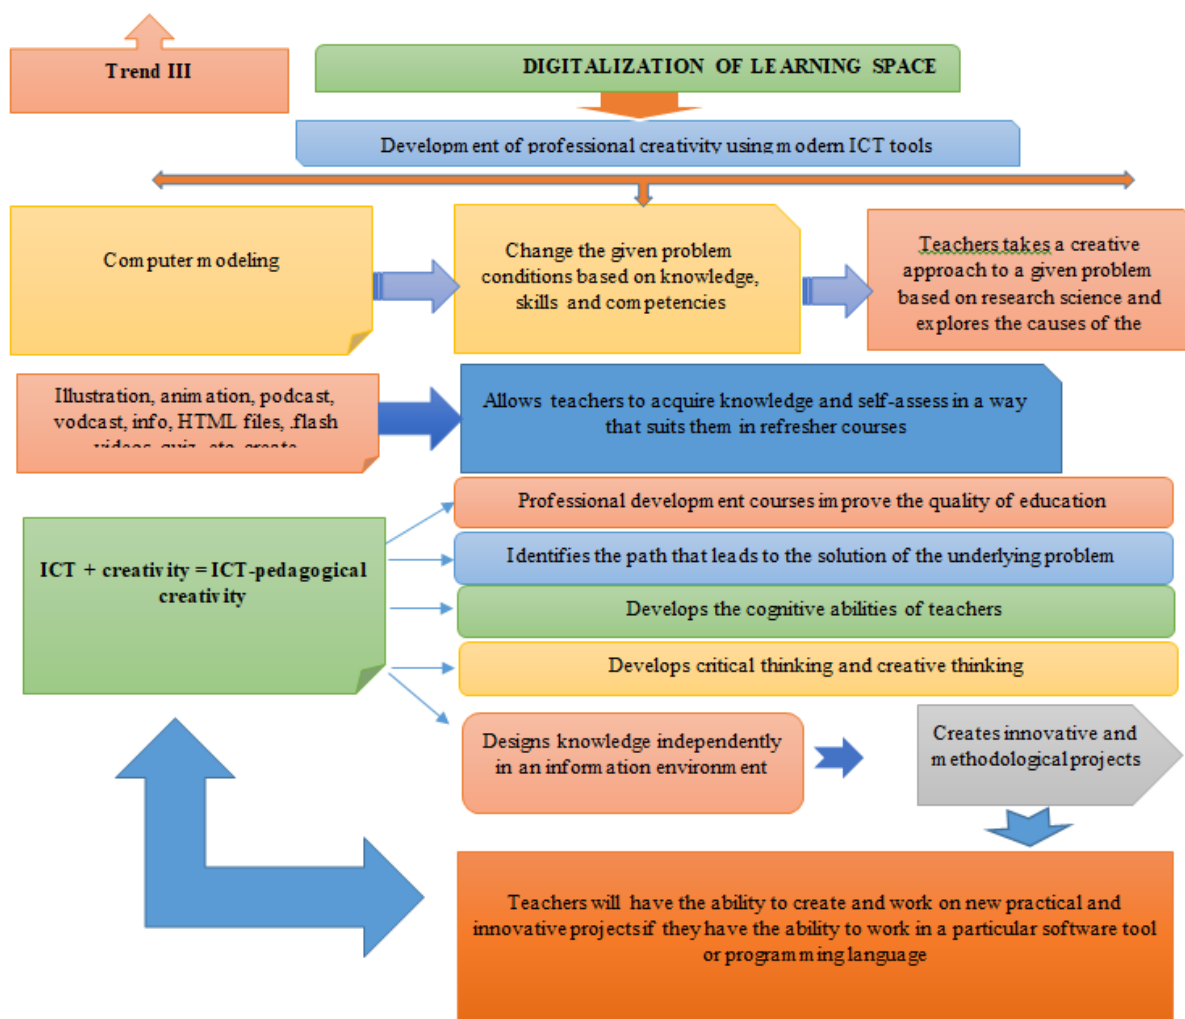 Trend III
DIGITALIZATION OF LEARNING SPACE
Development of professional creativity using modern ICT tools
Computer modeling
Change the given problem
conditions based on knowledge,
skills and competencies
Teachers takes a creative
approach to a given problem
based on research science and
explores the causes of the
Illustration, animation, podcast,
vodcast, info, HTML files, .flash
videos, quiz, etc. create
Allows teachers to acquire knowledge and self-assess in a way
that suits them in refresher courses
Professional development courses improve the quality of education
Identifies the path that leads to the solution of the underlying problem
ICT + creativity = ICT-pedagogical
creativity
Develops the cognitive abilities of teachers
Develops critical thinking and creative thinking
Designs knowledge independently
in an information environment
Creates innovative and
methodological projects
Teachers will have the ability to create and work on new practical and
innovative projects if they have the ability to work in a particular software tool
or programming language